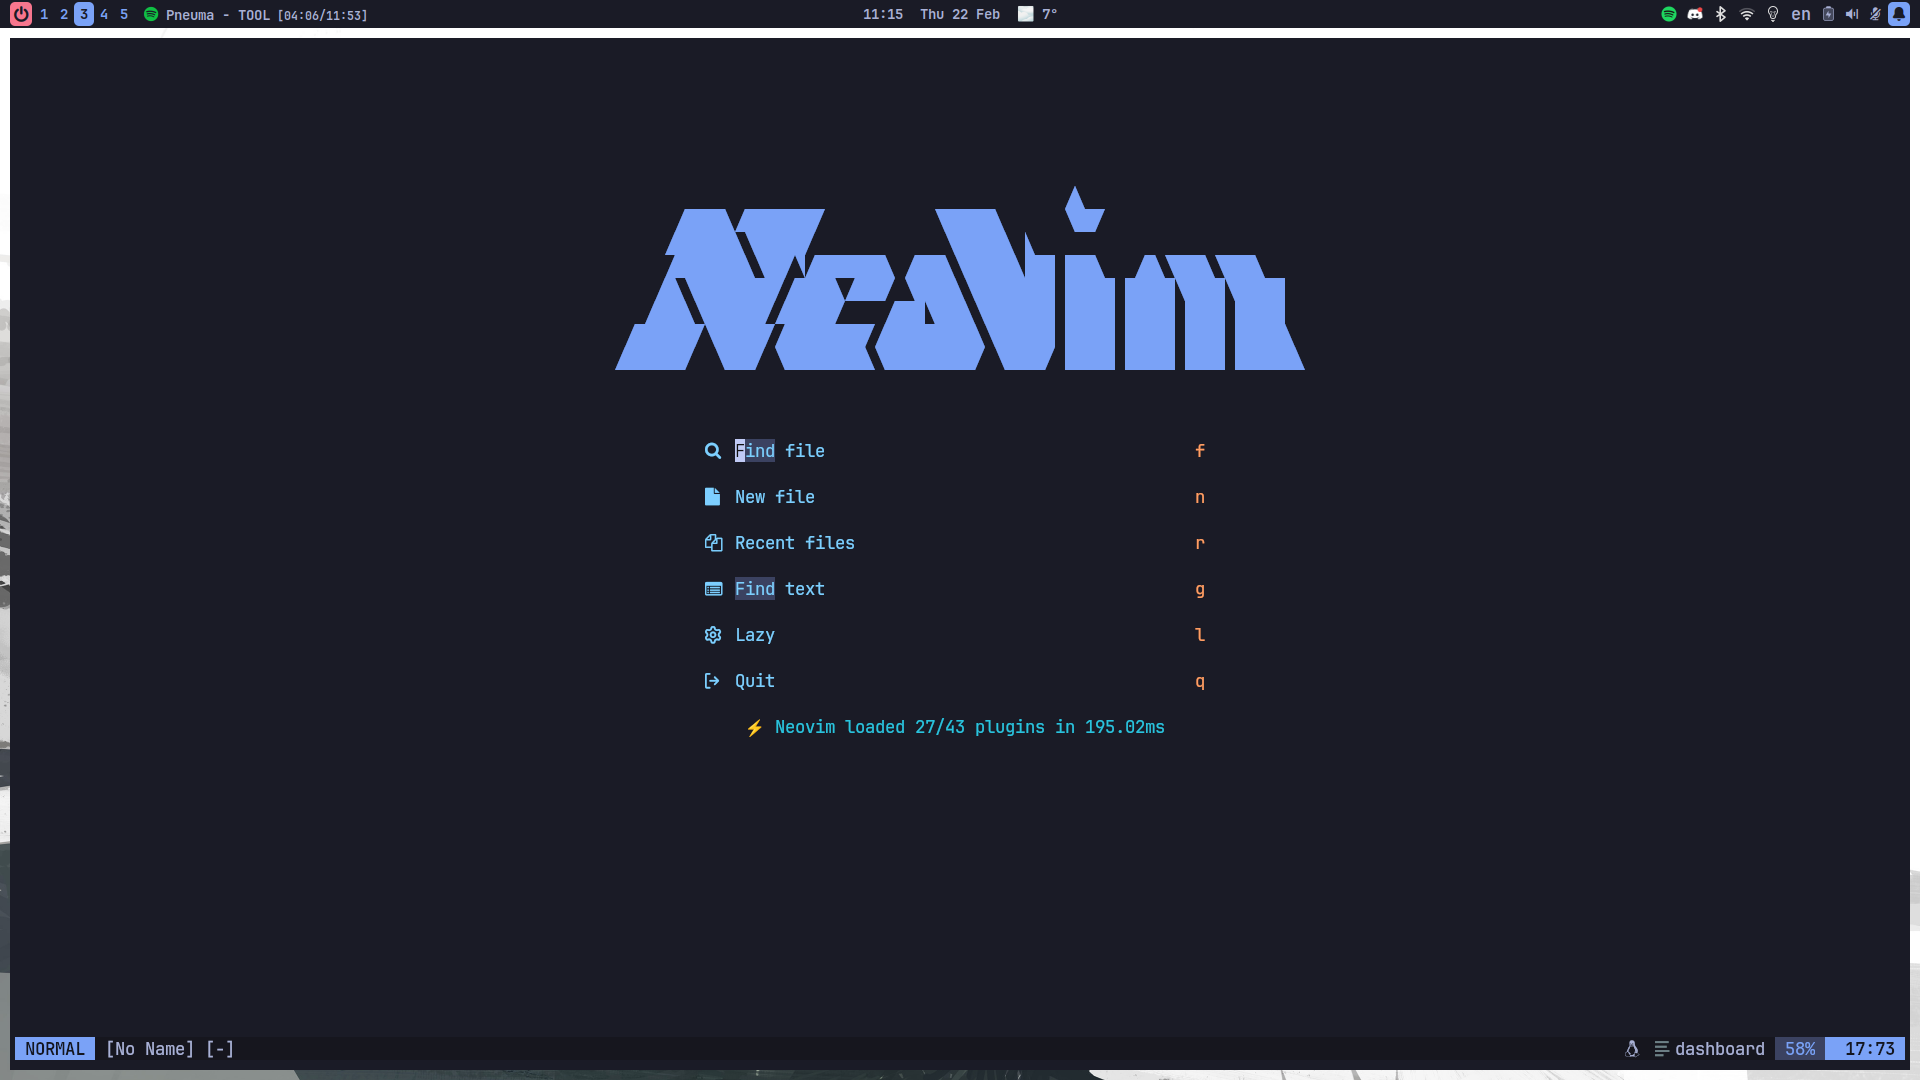 1 2 3 4 5 Pneuma - TOOL [04:06/11:53] 11:15 Thu 22 Feb 7° en
Neovim
Find file f
New file n
Recent files r
Find text g
Lazy l
Quit q
⚡ Neovim loaded 27/43 plugins in 195.02ms
NORMAL [No Name] [-] dashboard 58% 17:73